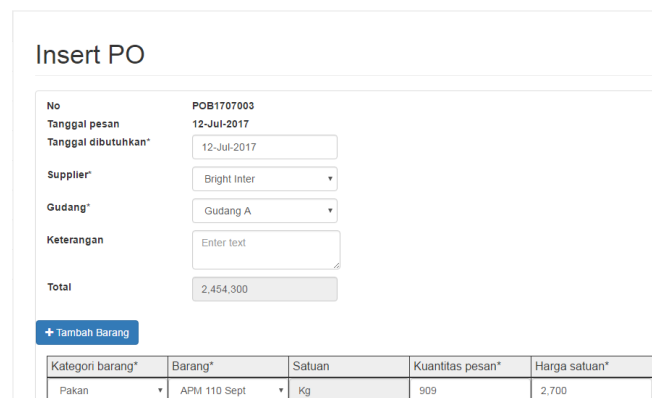 Insert PO
No POB1707003
Tanggal pesan 12-Jul-2017
Tanggal dibutuhkan* 12-Jul-2017
Supplier* Bright Inter
Gudang* Gudang A
Keterangan Enter text
Total 2,454,300
+ Tambah Barang
Kategori barang* Barang* Satuan Kuantitas pesan* Harga satuan*
Pakan APM 110 Sept Kg 909 2,700